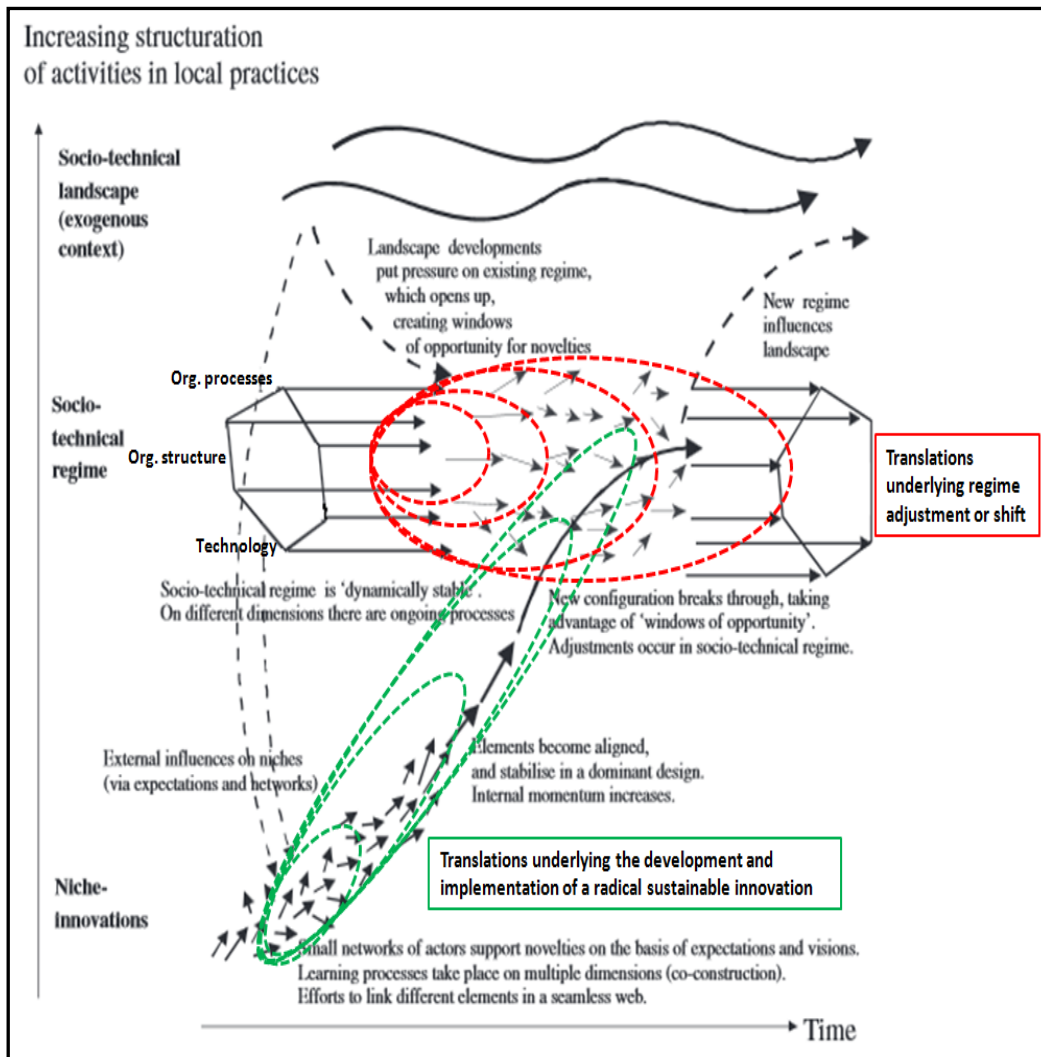 Increasing structuration
of activities in local practices
Socio-technical
landscape
(exogenous
context)
Landscape developments
put pressure on existing regime,
which opens up,
creating windows
of opportunity for novelties
New regime
influences
landscape
Org. processes
Socio-
technical
regime
Org. structure
Technology
Translations
underlying regime
adjustment or shift
Socio-technical regime is ‘dynamically stable’.
On different dimensions there are ongoing processes
New configuration breaks through, taking
advantage of ‘windows of opportunity’.
Adjustments occur in socio-technical regime.
External influences on niches
(via expectations and networks)
Elements become aligned,
and stabilise in a dominant design.
Internal momentum increases.
Translations underlying the development and
implementation of a radical sustainable innovation
Niche-
innovations
Small networks of actors support novelties on the basis of expectations and visions.
Learning processes take place on multiple dimensions (co-construction).
Efforts to link different elements in a seamless web.
Time